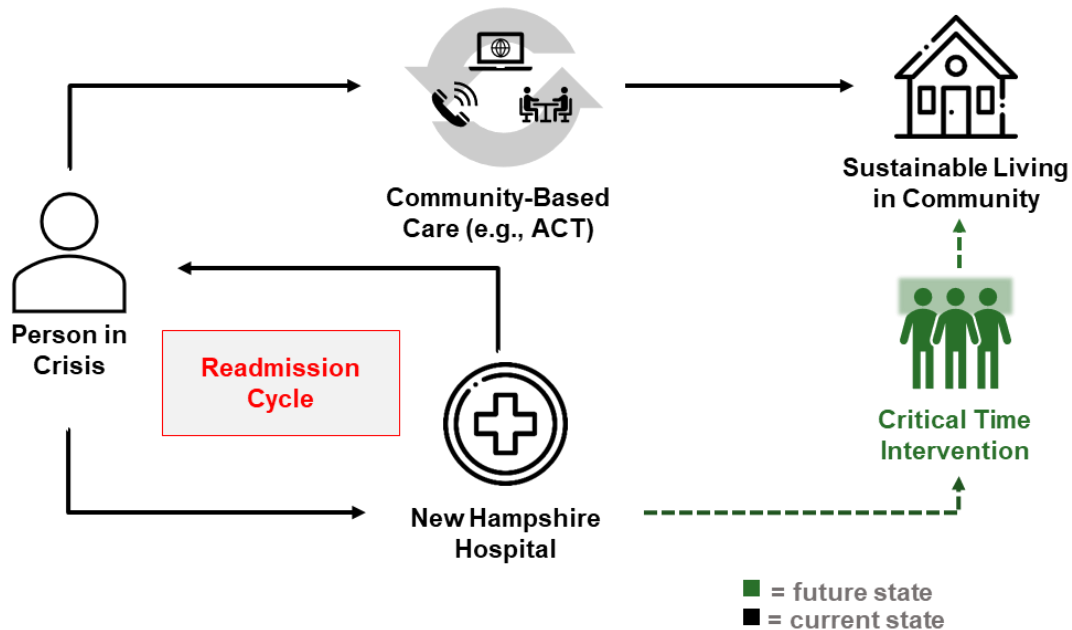 Community-Based
Care (e.g., ACT)
Sustainable Living
in Community
Person in
Crisis
Readmission
Cycle
Critical Time
Intervention
New Hampshire
Hospital
= future state
= current state